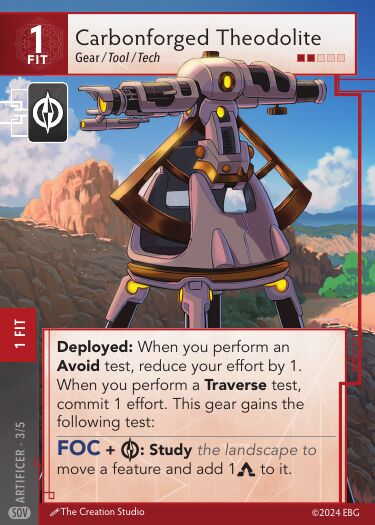 1
FIT
Carbonforged Theodolite
Gear / Tool / Tech
1 FIT
Deployed: When you perform an
Avoid test, reduce your effort by 1.
When you perform a Traverse test,
commit 1 effort. This gear gains the
following test:
FOC + : Study the landscape to
move a feature and add 1 to it.
ARTIFICER - 3/5
SOV
The Creation Studio
©2024 EBG